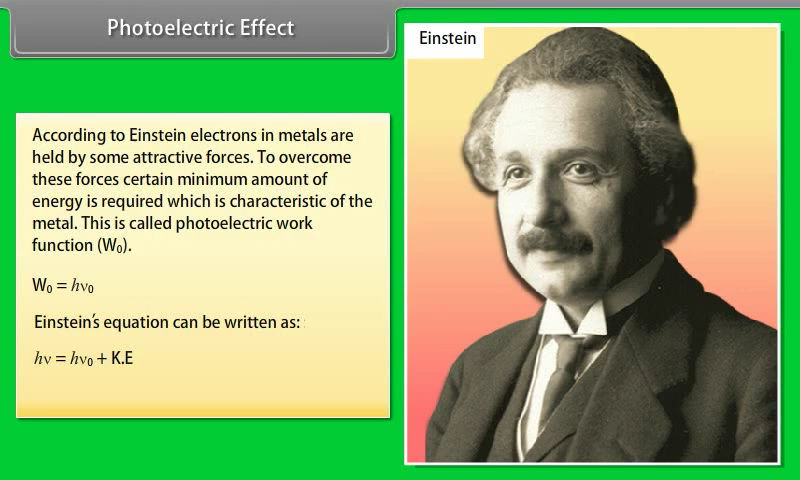 Photoelectric Effect
Einstein
According to Einstein electrons in metals are
held by some attractive forces. To overcome
these forces certain minimum amount of
energy is required which is characteristic of the
metal. This is called photoelectric work
function (W₀).
W₀ = hν₀
Einstein's equation can be written as:
hν = hν₀ + K.E